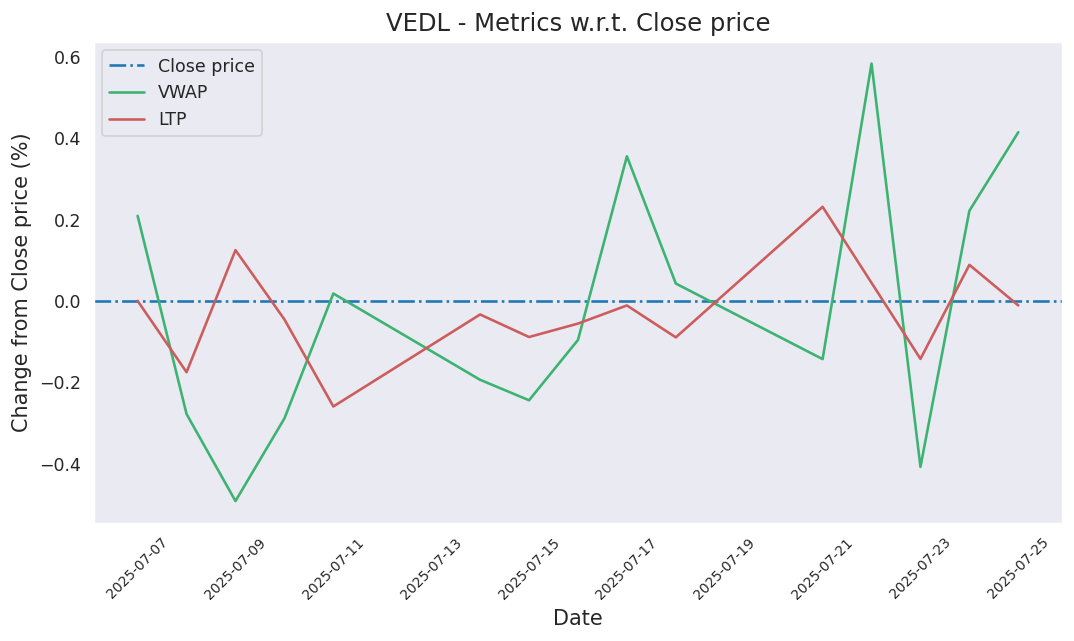 VEDL - Metrics w.r.t. Close price
Close price
VWAP
LTP
Change from Close price (%)
0.6
0.4
0.2
0.0
−0.2
−0.4
2025-07-07
2025-07-09
2025-07-11
2025-07-13
2025-07-15
2025-07-17
2025-07-19
2025-07-21
2025-07-23
2025-07-25
Date